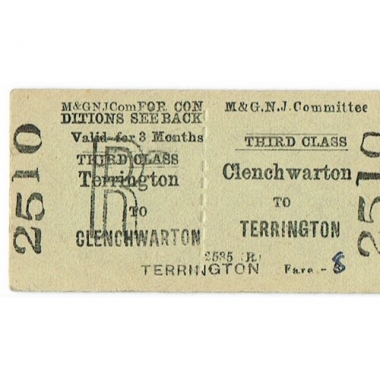 2510
M&GNJComFOR CON
DITIONS SEE BACK
Valid for 3 Months
THIRD CLASS
Terrington
TO
CLENCHWARTON
R
M&G.N.J. Committee
THIRD CLASS
Clenchwarton
TO
TERRINGTON
2585 (R)
TERRINGTON
Fare - 8
2510